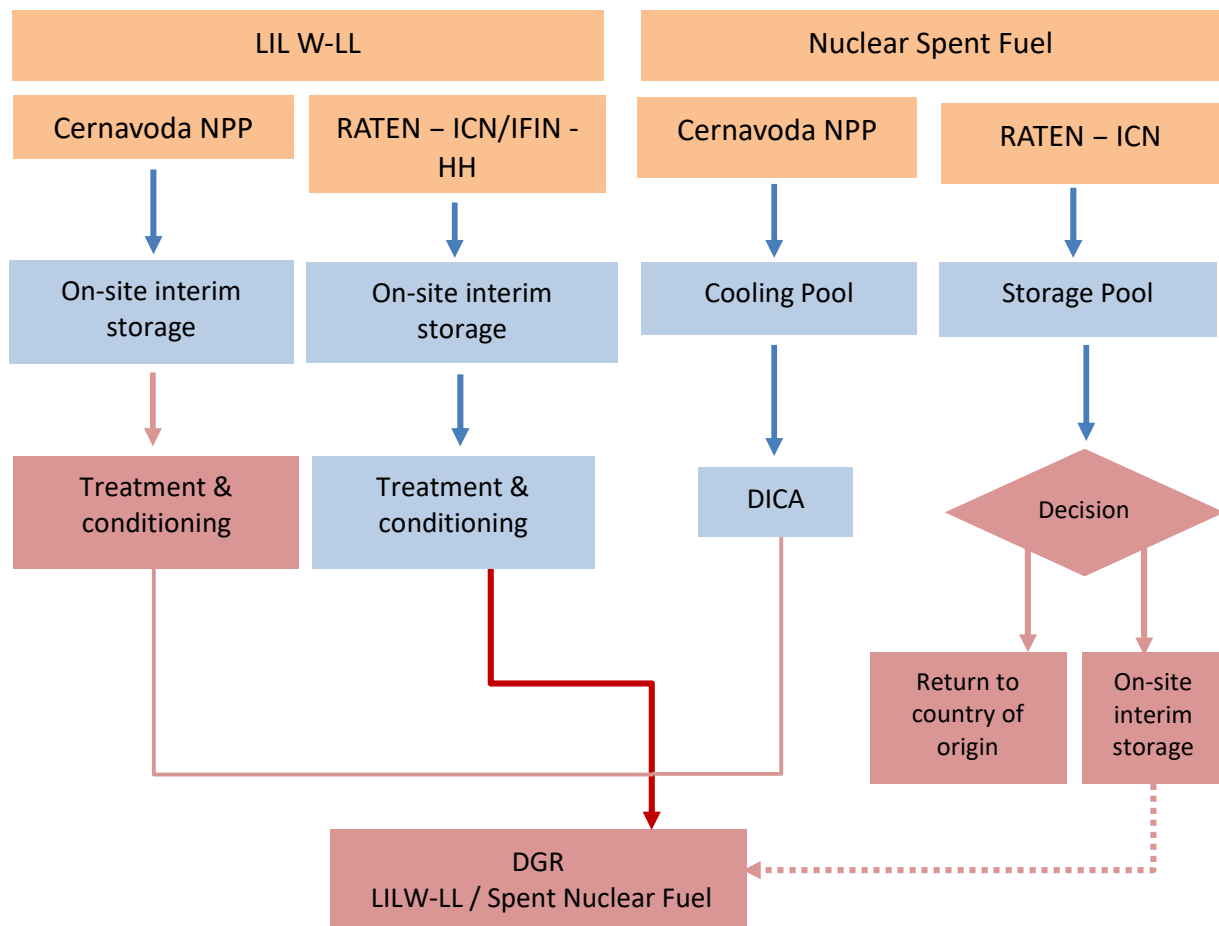 LIL W-LL
Nuclear Spent Fuel
Cernavoda NPP
RATEN – ICN/IFIN -
HH
Cernavoda NPP
RATEN – ICN
On-site interim
storage
On-site interim
storage
Cooling Pool
Storage Pool
Treatment &
conditioning
Treatment &
conditioning
DICA
Decision
Return to
country of
origin
On-site
interim
storage
DGR
LILW-LL / Spent Nuclear Fuel